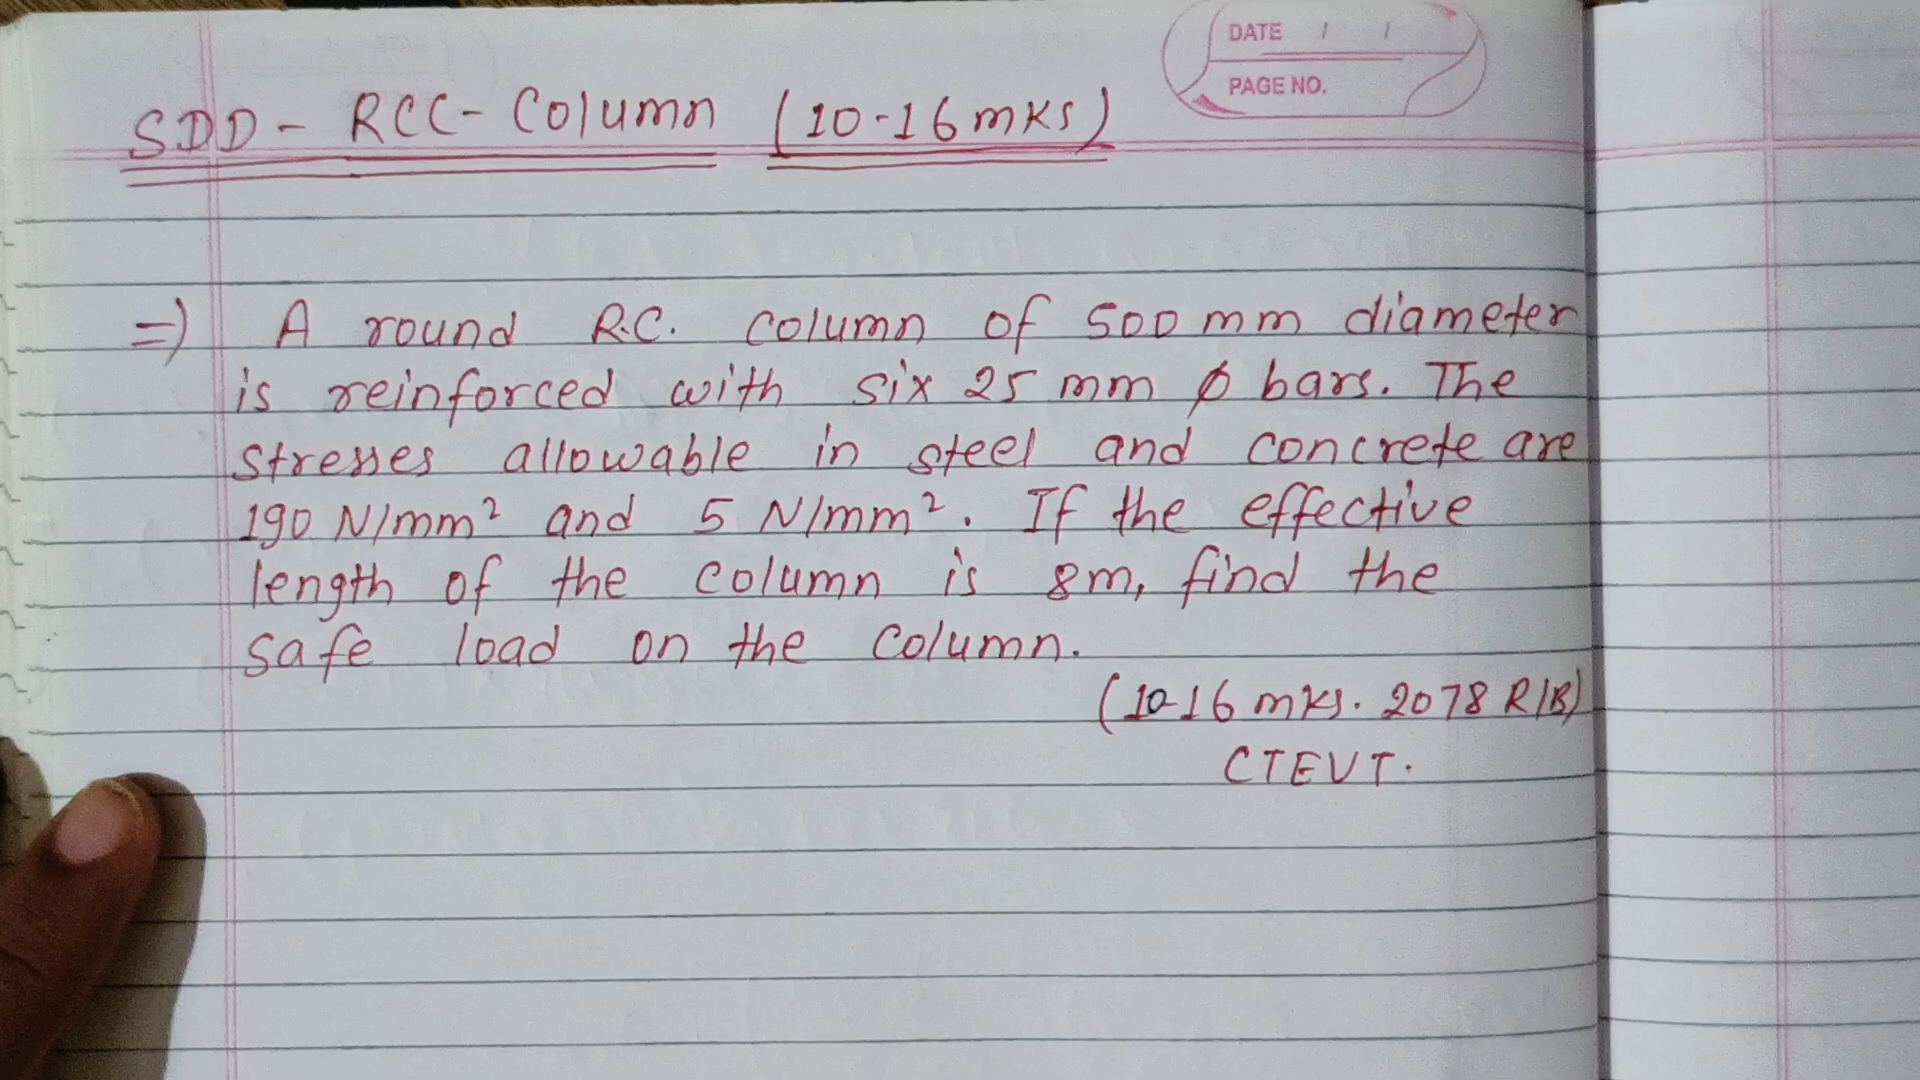 DATE / /
PAGE NO.
SDD - RCC - Column (10-16 mks)
=) A round R.C. column of 500 mm diameter
is reinforced with six 25 mm ϕ bars. The
stresses allowable in steel and concrete are
190 N/mm² and 5 N/mm². If the effective
length of the column is 8m, find the
safe load on the column.
(10-16 mks. 2078 R/B)
CTEVT.